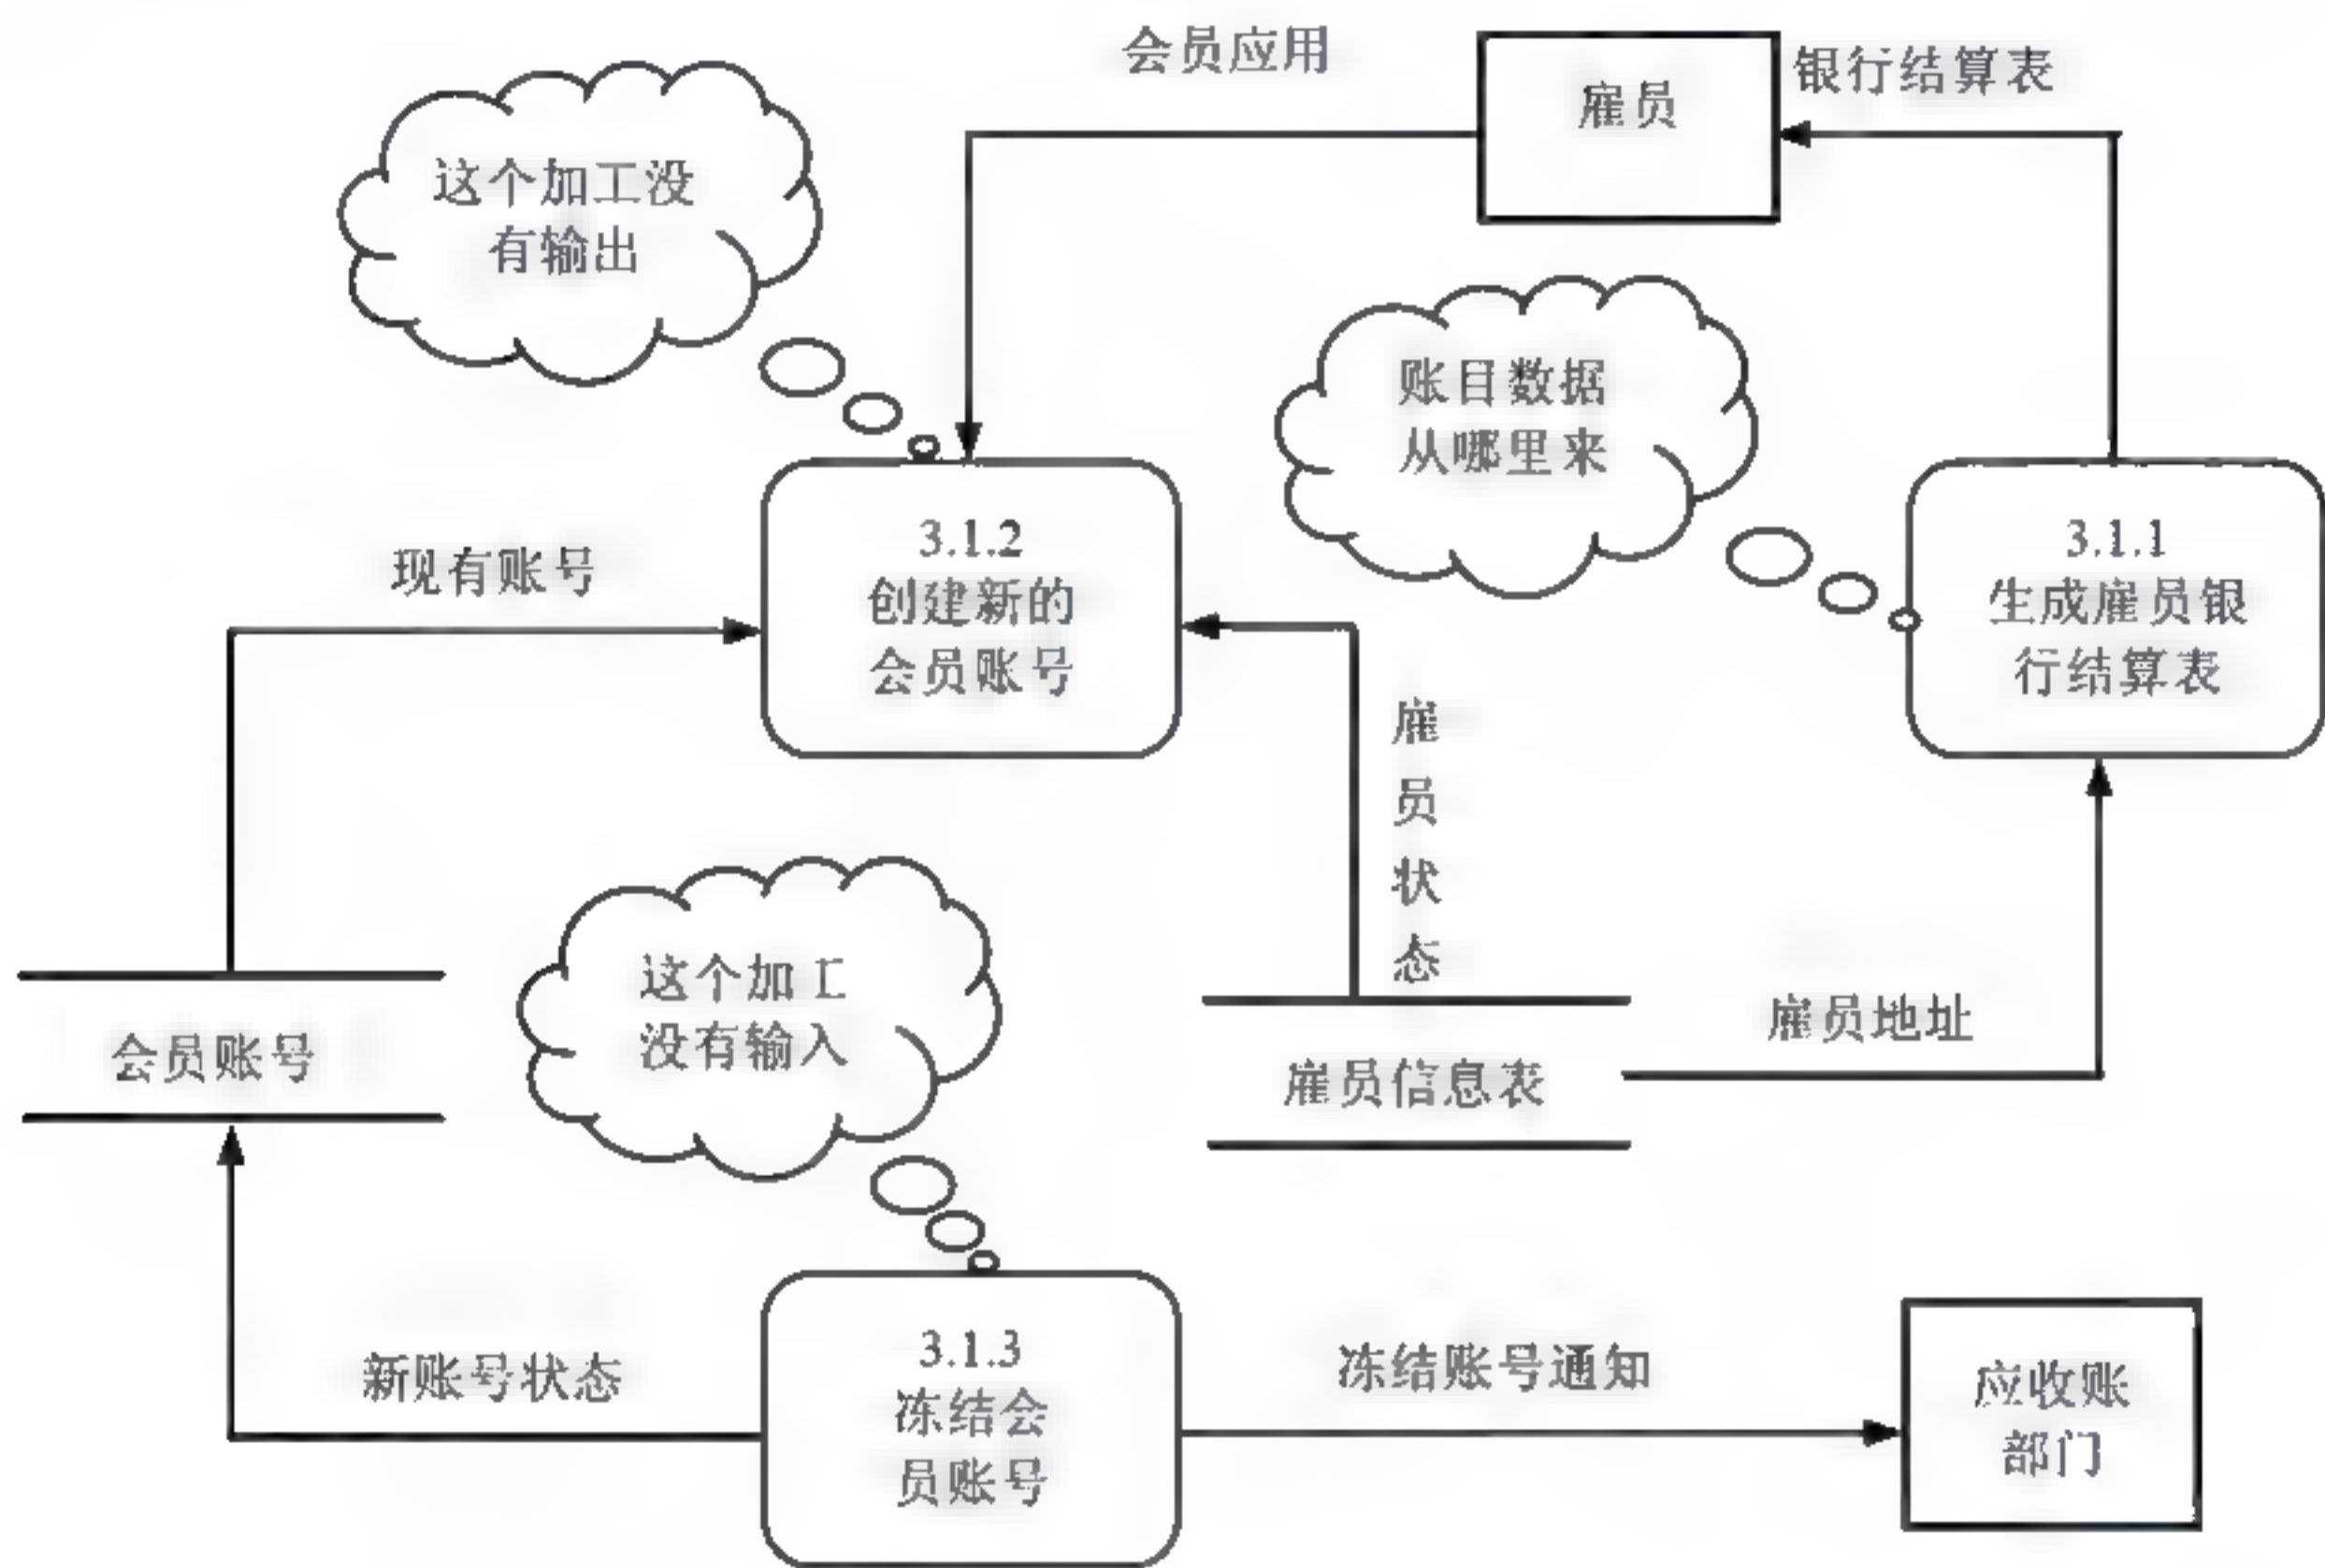 会员应用
雇员
银行结算表
这个加工没
有输出
账目数据
从哪里来
3.1.2
创建新的
会员账号
3.1.1
生成雇员银
行结算表
现有账号
雇员状态
这个加工
没有输入
会员账号
雇员信息表
雇员地址
3.1.3
冻结会
员账号
新账号状态
冻结账号通知
应收账
部门